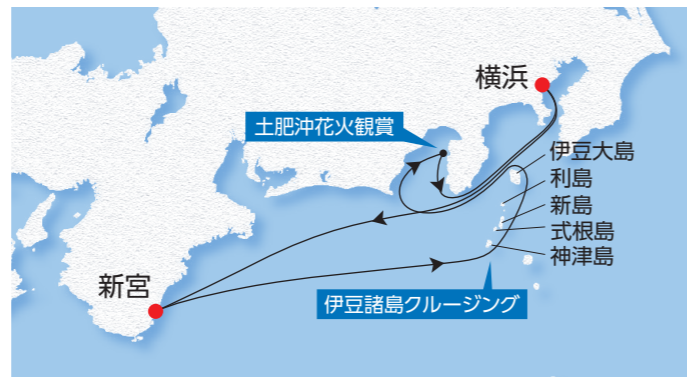 横浜
土肥沖花火観賞
伊豆大島
利島
新島
式根島
神津島
新宮
伊豆諸島クルージング